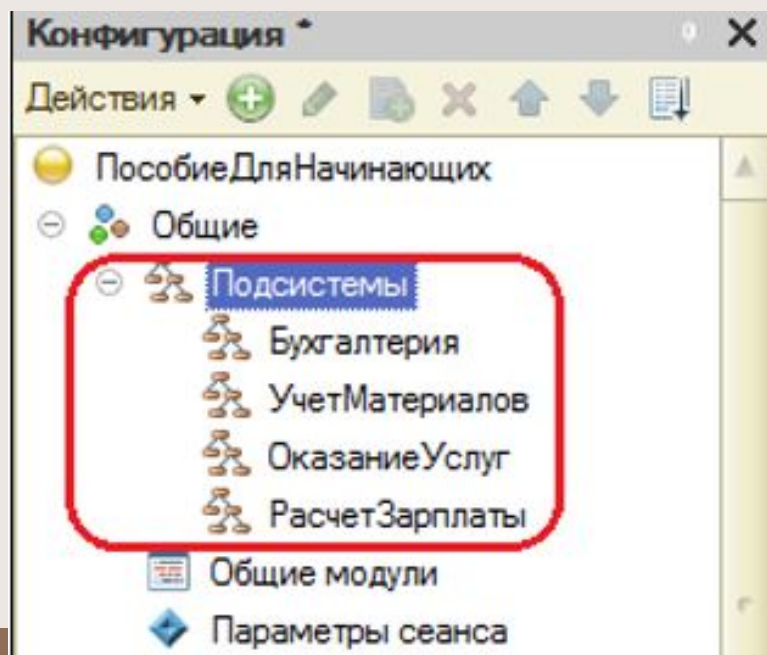 Конфигурация *
Действия
ПособиеДляНачинающих
Общие
Подсистемы
Бухгалтерия
УчетМатериалов
ОказаниеУслуг
РасчетЗарплаты
Общие модули
Параметры сеанса